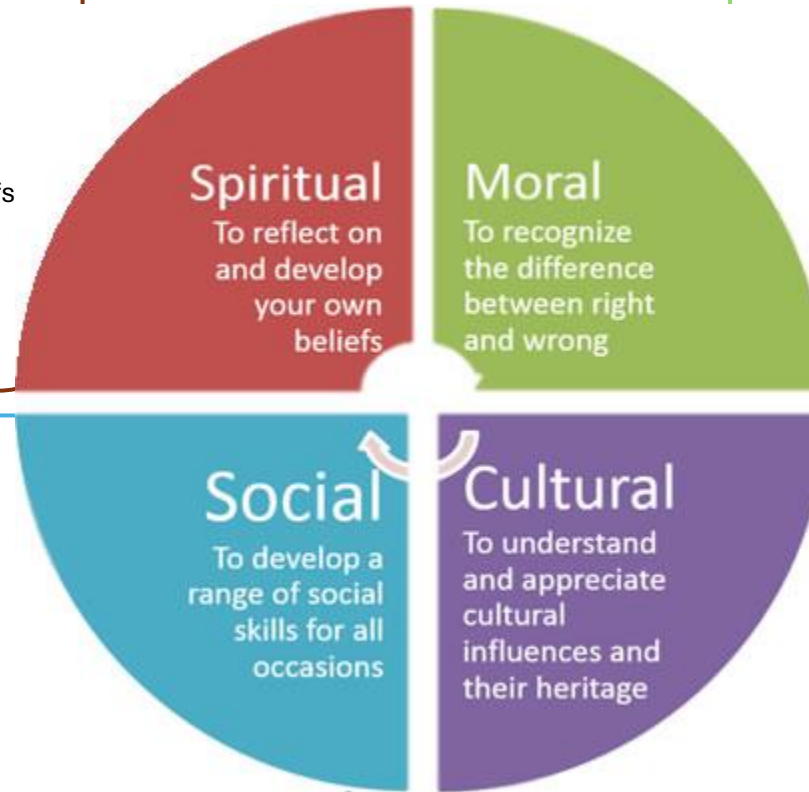 fs
Spiritual
To reflect on
and develop
your own
beliefs
Moral
To recognize
the difference
between right
and wrong
Social
To develop a
range of social
skills for all
occasions
Cultural
To understand
and appreciate
cultural
influences and
their heritage